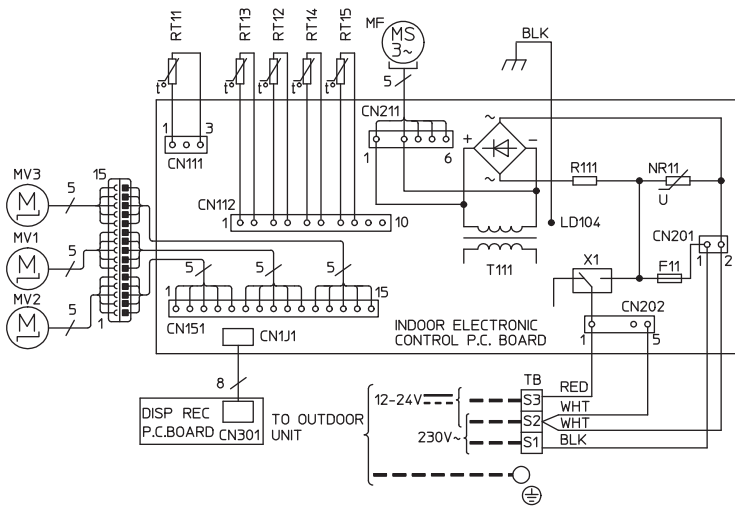 RT11
RT13
RT12
RT14
RT15
MF
MS
3~
BLK
t°
t°
t°
t°
t°
5
CN211
1
3
CN111
+
~
−
~
1
6
R111
NR11
U
MV3
5
15
M
CN112
1
10
LD104
T111
CN201
1
2
MV1
5
M
5
5
5
X1
F11
MV2
5
M
1
CN151
1
15
CN202
1
5
CN1J1
INDOOR ELECTRONIC
CONTROL P.C. BOARD
8
DISP REC
P.C.BOARD
CN301
TO OUTDOOR
UNIT
12-24V
230V~
TB
S3
S2
S1
RED
WHT
WHT
BLK